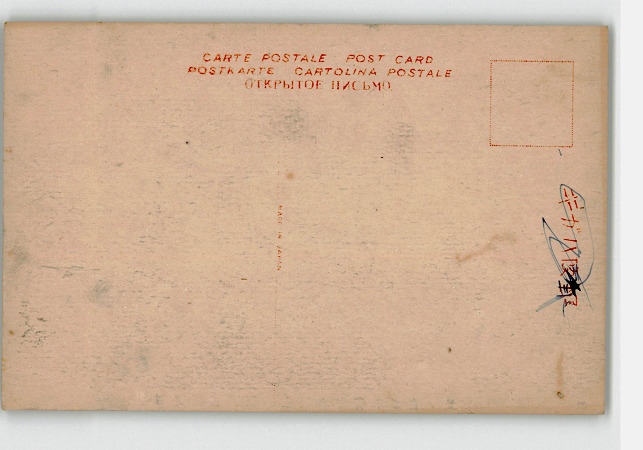 CARTE POSTALE POST CARD
POSTKARTE CARTOLINA POSTALE
ОТКРЫТОЕ ПИСЬМО
MADE IN JAPAN